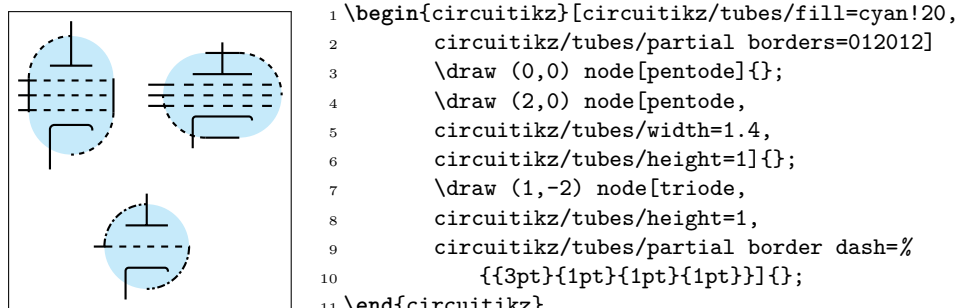 1 \begin{circuitikz}[circuitikz/tubes/fill=cyan!20,
2 circuitikz/tubes/partial borders=012012]
3 \draw (0,0) node[pentode]{};
4 \draw (2,0) node[pentode,
5 circuitikz/tubes/width=1.4,
6 circuitikz/tubes/height=1]{};
7 \draw (1,-2) node[triode,
8 circuitikz/tubes/height=1,
9 circuitikz/tubes/partial border dash=%
10 {{3pt}{1pt}{1pt}{1pt}}]{};
11 \end{circuitikz}